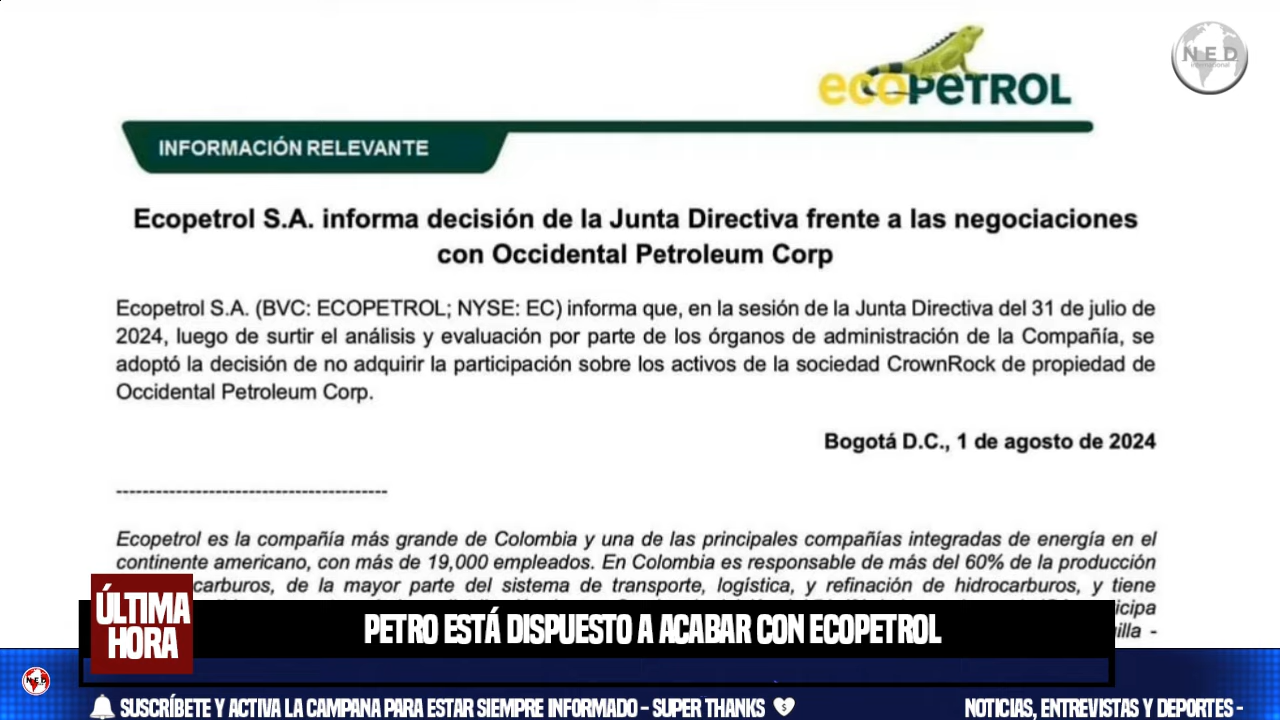 ecoPETROL
NED
international
INFORMACIÓN RELEVANTE
Ecopetrol S.A. informa decisión de la Junta Directiva frente a las negociaciones
con Occidental Petroleum Corp
Ecopetrol S.A. (BVC: ECOPETROL; NYSE: EC) informa que, en la sesión de la Junta Directiva del 31 de julio de
2024, luego de surtir el análisis y evaluación por parte de los órganos de administración de la Compañía, se
adoptó la decisión de no adquirir la participación sobre los activos de la sociedad CrownRock de propiedad de
Occidental Petroleum Corp.
Bogotá D.C., 1 de agosto de 2024
-----------------------------------------
Ecopetrol es la compañía más grande de Colombia y una de las principales compañías integradas de energía en el
continente americano, con más de 19,000 empleados. En Colombia es responsable de más del 60% de la producción
carburos, de la mayor parte del sistema de transporte, logística, y refinación de hidrocarburos, y tiene
icipa
illa -
ÚLTIMA
HORA
PETRO ESTÁ DISPUESTO A ACABAR CON ECOPETROL
NED
SUSCRÍBETE Y ACTIVA LA CAMPANA PARA ESTAR SIEMPRE INFORMADO - SUPER THANKS
NOTICIAS, ENTREVISTAS Y DEPORTES -